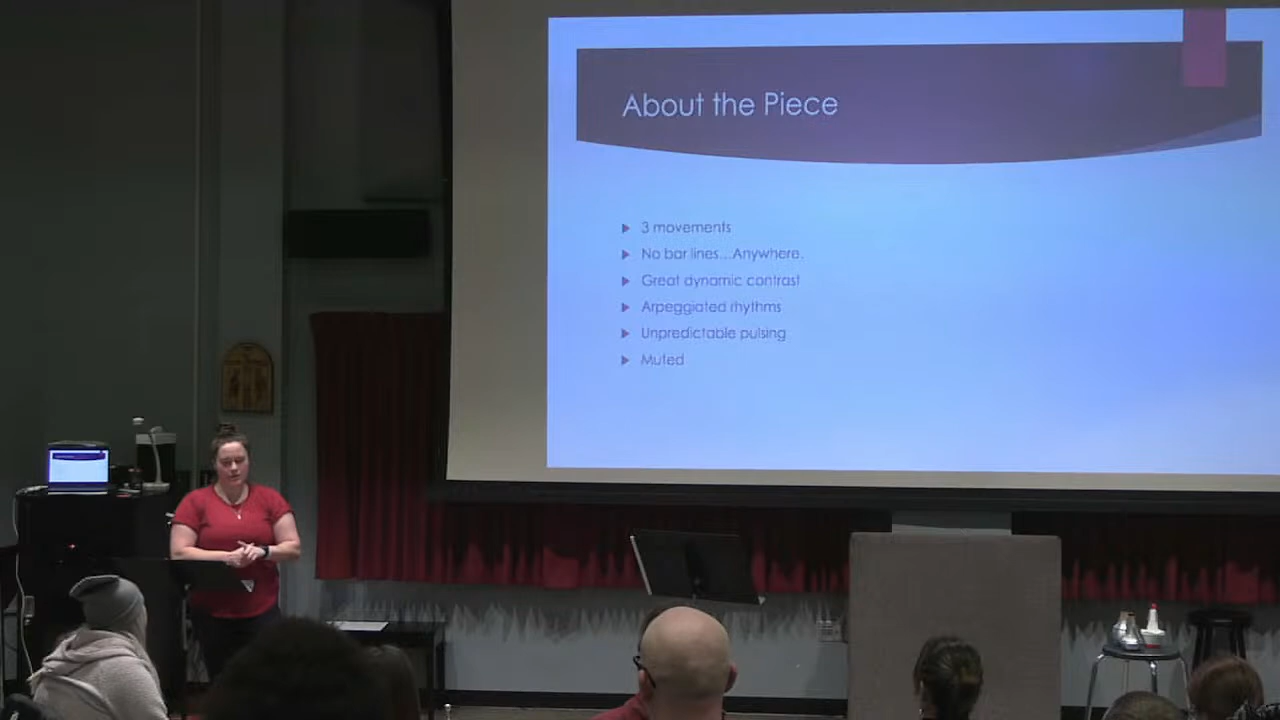 About the Piece
3 movements
No bar lines...Anywhere.
Great dynamic contrast
Arpeggiated rhythms
Unpredictable pulsing
Muted